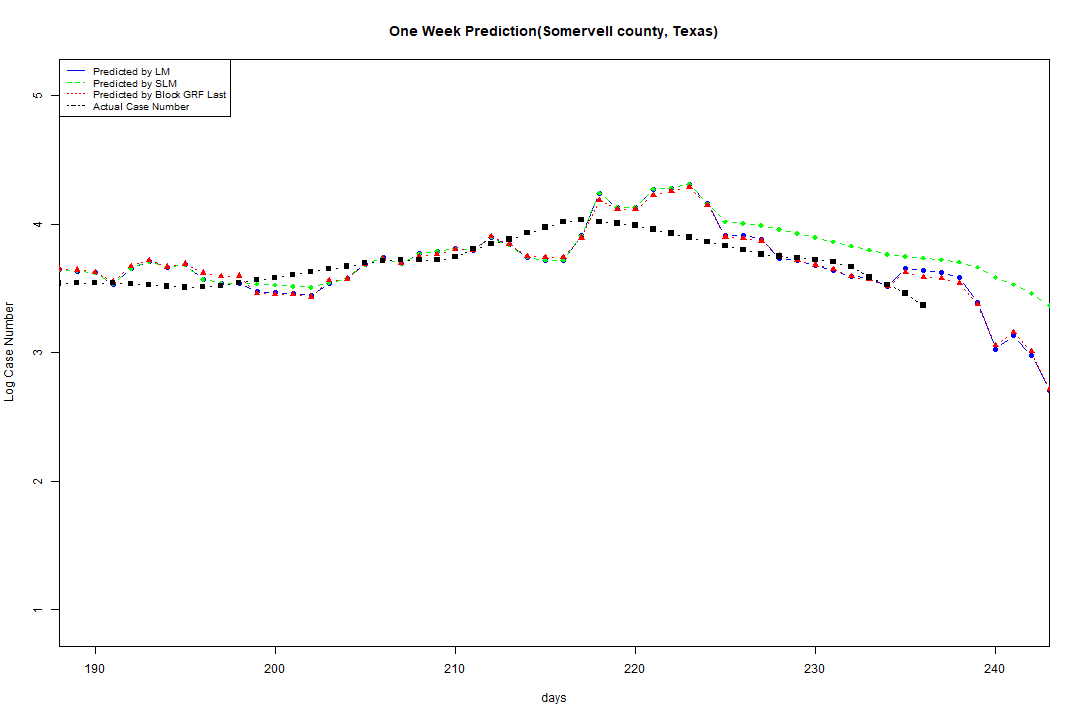 One Week Prediction(Somervell county, Texas)
Predicted by LM
Predicted by SLM
Predicted by Block GRF Last
Actual Case Number
5
4
3
2
1
Log Case Number
190 200 210 220 230 240
days